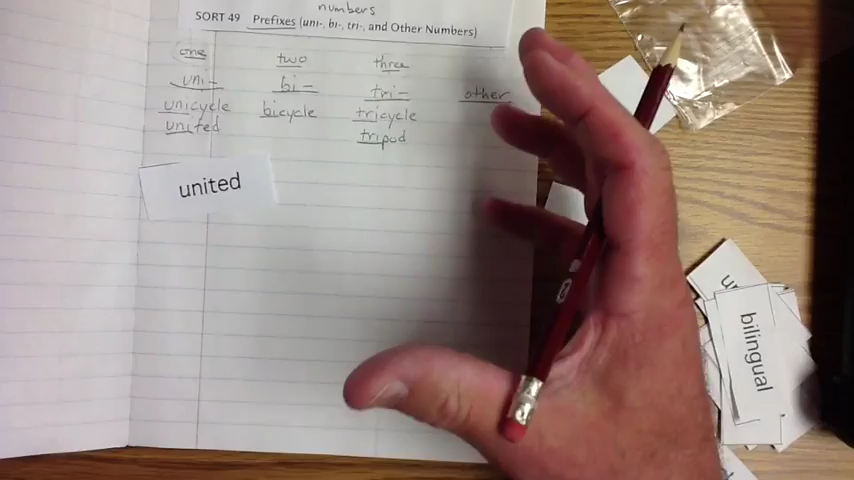 numbers
SORT 49 Prefixes (uni-, bi-, tri-, and Other Numbers)
one two three
uni- bi- tri- other
unicycle bicycle tricycle
united tripod
united
bilingual